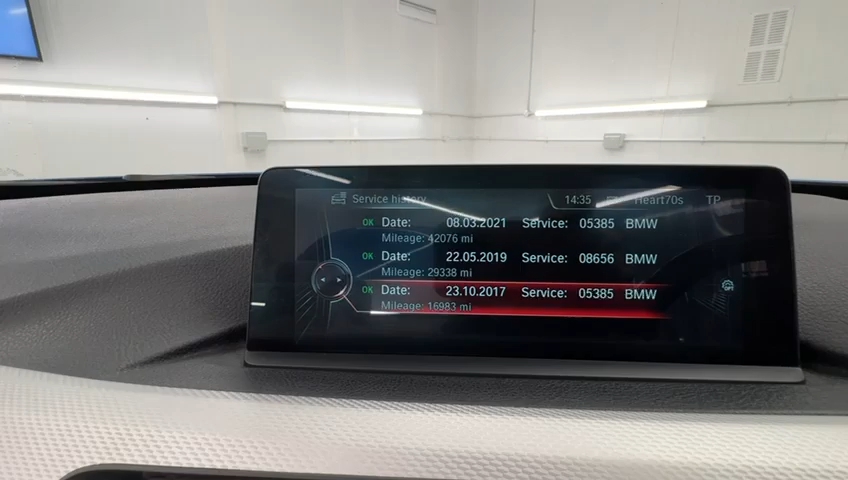 Service history 14:35 Heart70s TP
OK Date: 08.03.2021 Service: 05385 BMW
Mileage: 42076 mi
OK Date: 22.05.2019 Service: 08656 BMW
Mileage: 29338 mi
OK Date: 23.10.2017 Service: 05385 BMW
Mileage: 16983 mi